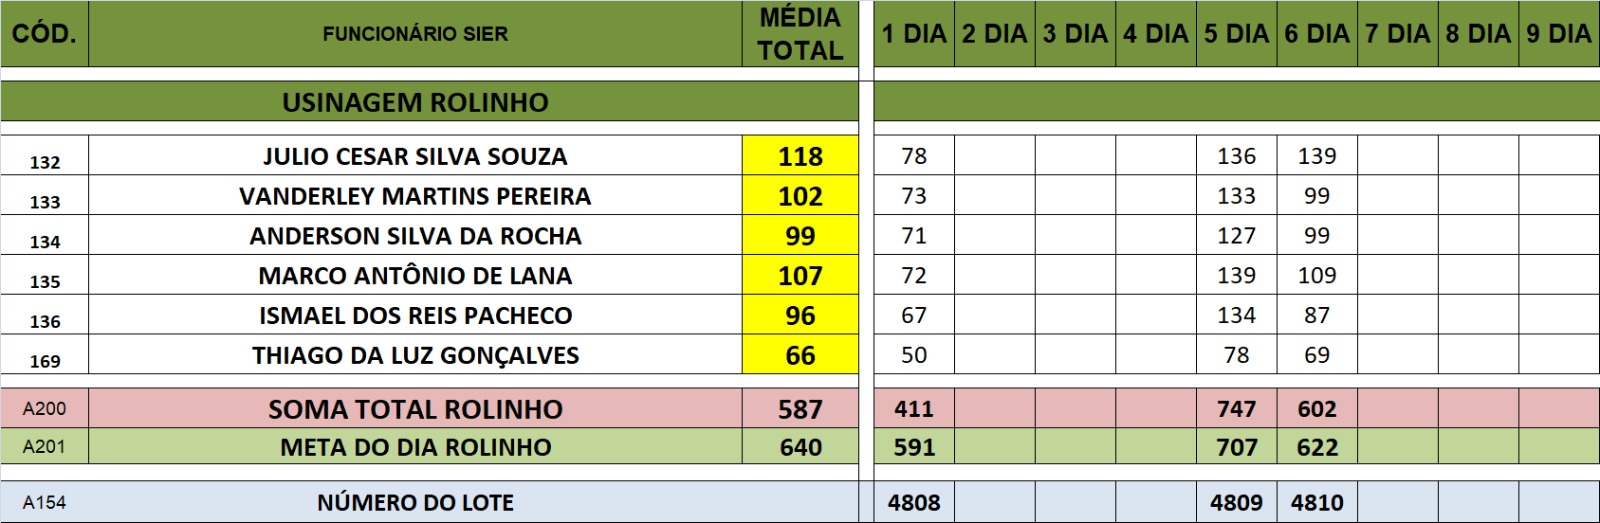 CÓD. FUNCIONÁRIO SIER MÉDIA TOTAL 1 DIA 2 DIA 3 DIA 4 DIA 5 DIA 6 DIA 7 DIA 8 DIA 9 DIA
USINAGEM ROLINHO
132 JULIO CESAR SILVA SOUZA 118 78 136 139
133 VANDERLEY MARTINS PEREIRA 102 73 133 99
134 ANDERSON SILVA DA ROCHA 99 71 127 99
135 MARCO ANTÔNIO DE LANA 107 72 139 109
136 ISMAEL DOS REIS PACHECO 96 67 134 87
169 THIAGO DA LUZ GONÇALVES 66 50 78 69
A200 SOMA TOTAL ROLINHO 587 411 747 602
A201 META DO DIA ROLINHO 640 591 707 622
A154 NÚMERO DO LOTE 4808 4809 4810